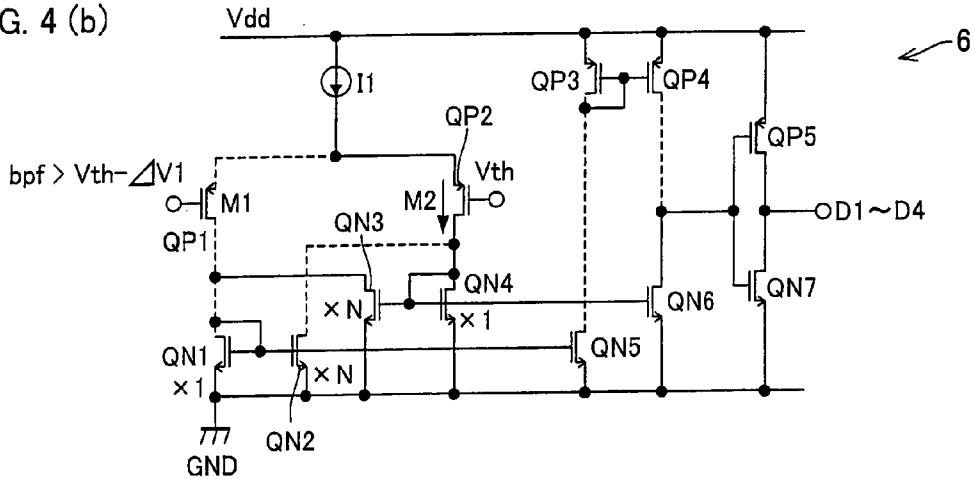 G. 4 (b)
Vdd
6
I1
QP3
QP4
QP2
QP5
bpf > Vth-⊿V1
M1
M2
Vth
D1～D4
QP1
QN3
QN4
QN6
QN7
×N
×1
QN1
QN5
×1
×N
QN2
GND